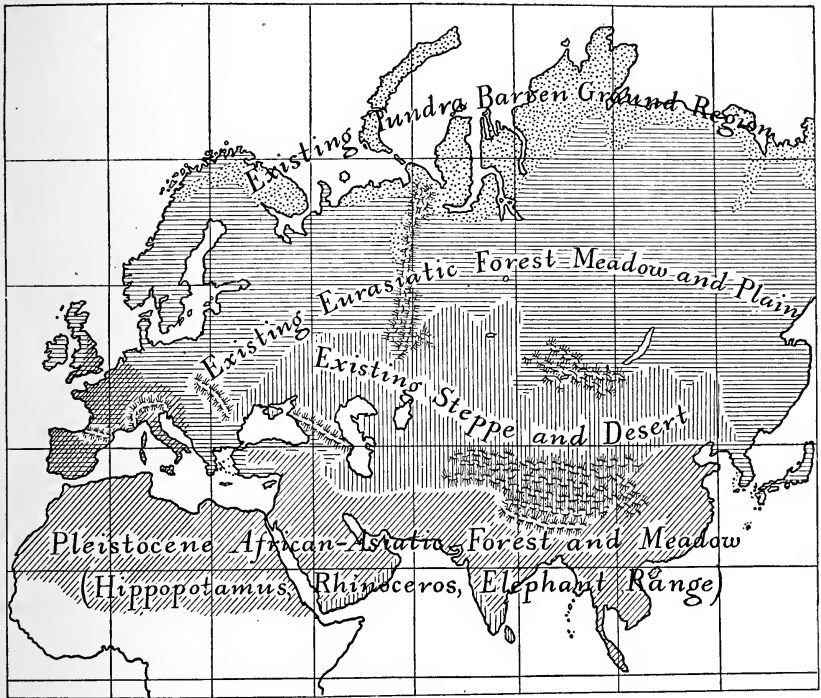 Existing Tundra Barren Ground Region
Existing Eurasiatic Forest-Meadow and Plain
Existing Steppe and Desert
Pleistocene African-Asiatic Forest and Meadow
(Hippopotamus, Rhinoceros, Elephant Range)